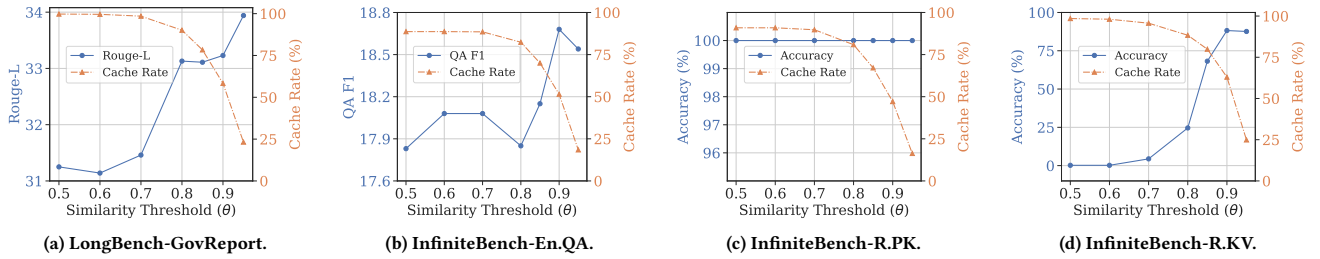 34
33
32
31
Rouge-L
100
75
50
25
0
Cache Rate (%)
Rouge-L
Cache Rate
0.5 0.6 0.7 0.8 0.9
Similarity Threshold (θ)
(a) LongBench-GovReport.
18.8
18.5
18.2
17.9
17.6
QA F1
100
75
50
25
0
Cache Rate (%)
QA F1
Cache Rate
0.5 0.6 0.7 0.8 0.9
Similarity Threshold (θ)
(b) InfiniteBench-En.QA.
100
99
98
97
96
Accuracy (%)
100
75
50
25
0
Cache Rate (%)
Accuracy
Cache Rate
0.5 0.6 0.7 0.8 0.9
Similarity Threshold (θ)
(c) InfiniteBench-R.PK.
100
75
50
25
0
Accuracy (%)
100
75
50
25
0
Cache Rate (%)
Accuracy
Cache Rate
0.5 0.6 0.7 0.8 0.9
Similarity Threshold (θ)
(d) InfiniteBench-R.KV.